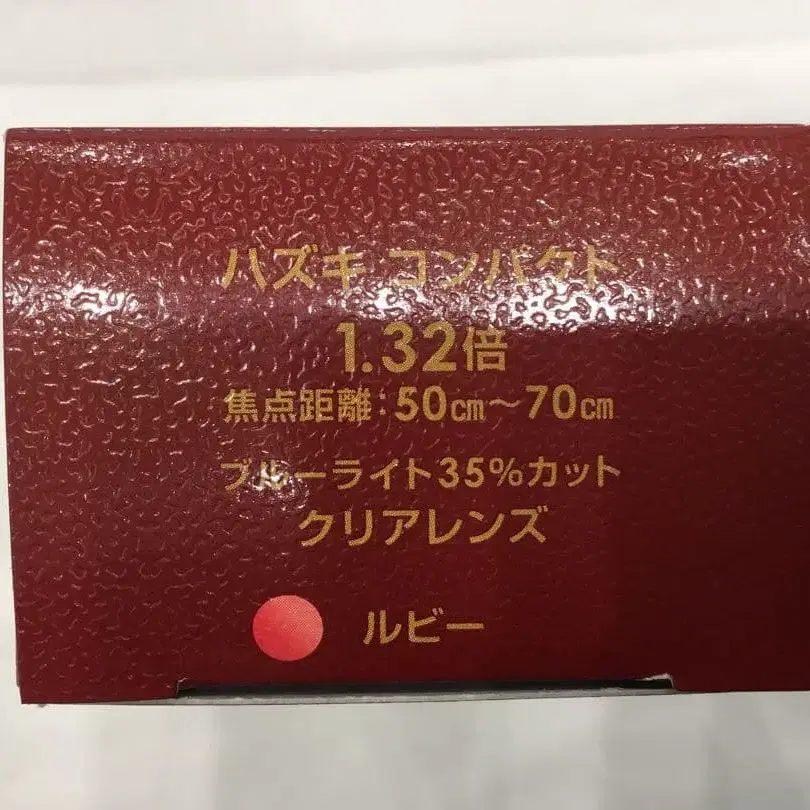 ハズキ コンパクト
1.32倍
焦点距離:50㎝〜70㎝
ブルーライト35%カット
クリアレンズ
ルビー